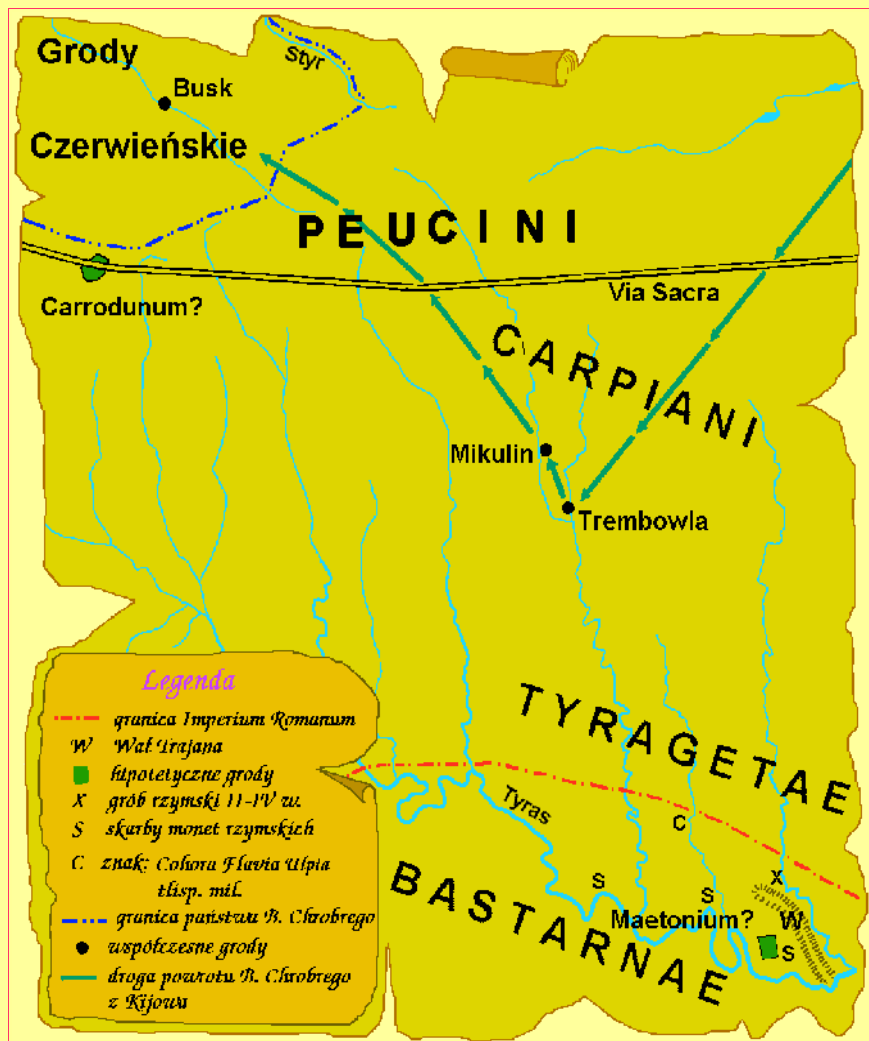 Grody
Styr
Busk
Czerwieńskie
PEUCINI
Carrodunum?
Via Sacra
CARPIANI
Mikulin
Trembowla
TYRAGETAE
Tyras
C
X
BASTARNAE
S
S
Maetonium?
W
S
Legenda
granica Imperium Romanum
W Wał Trajana
hipotetyczne grody
X grób rzymski II-IV w.
S skarby monet rzymskich
C znak: Cohora Flavia Ulpia
tlisp. mil.
granica państwa B. Chrobrego
współczesne grody
droga powrotu B. Chrobrego
z Kijowa